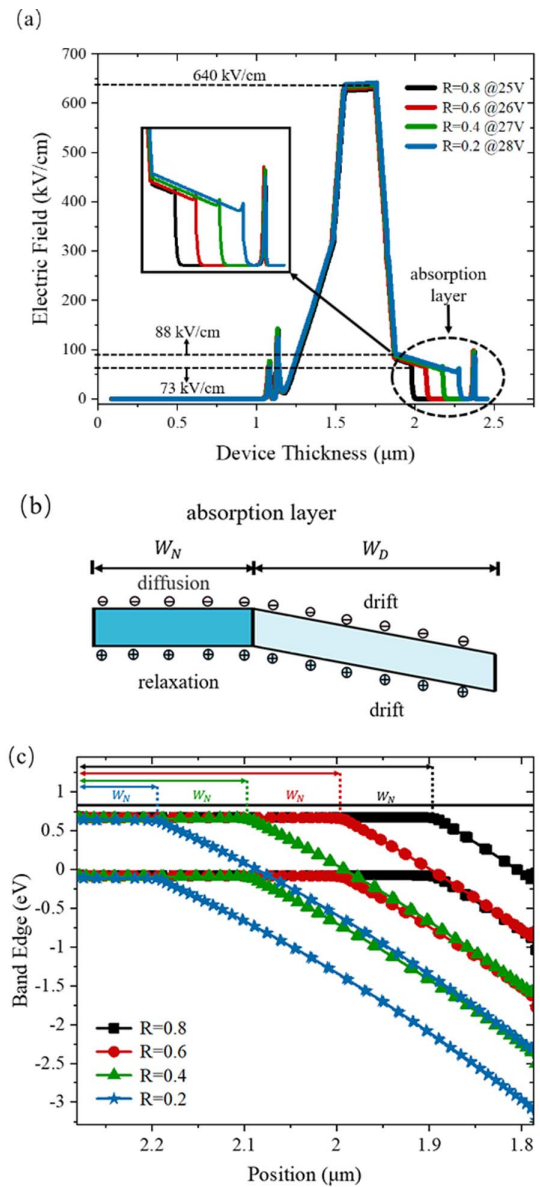 (a)
700
600
500
400
300
200
100
0
Electric Field (kV/cm)
640 kV/cm
R=0.8 @25V
R=0.6 @26V
R=0.4 @27V
R=0.2 @28V
absorption
layer
88 kV/cm
73 kV/cm
0.0 0.5 1.0 1.5 2.0 2.5
Device Thickness (μm)
(b)
absorption layer
W_N W_D
diffusion
drift
relaxation
drift
(c)
W_N W_N W_N W_N
1
0.5
0
-0.5
-1
-1.5
-2
-2.5
-3
Band Edge (eV)
R=0.8
R=0.6
R=0.4
R=0.2
2.2 2.1 2 1.9 1.8
Position (μm)